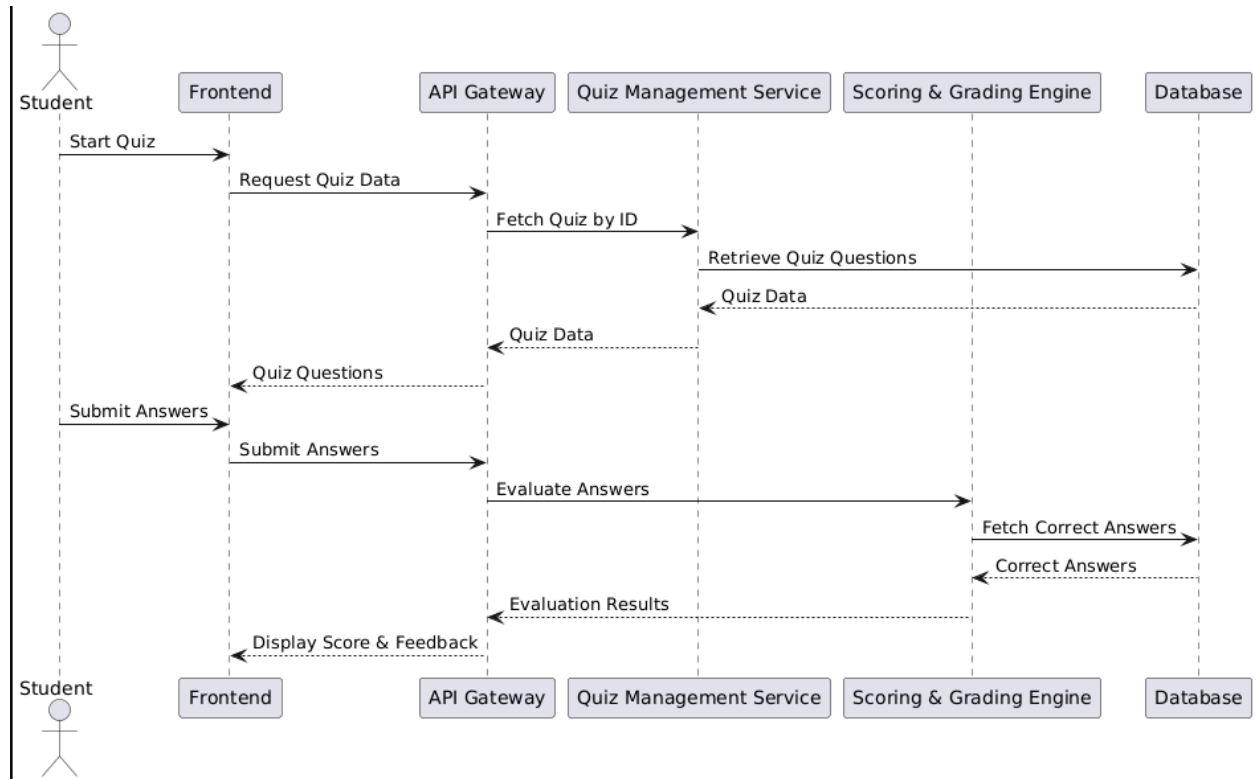 Student
Frontend
API Gateway
Quiz Management Service
Scoring & Grading Engine
Database
Start Quiz
Request Quiz Data
Fetch Quiz by ID
Retrieve Quiz Questions
Quiz Data
Quiz Data
Quiz Questions
Submit Answers
Submit Answers
Evaluate Answers
Fetch Correct Answers
Correct Answers
Evaluation Results
Display Score & Feedback
Student
Frontend
API Gateway
Quiz Management Service
Scoring & Grading Engine
Database